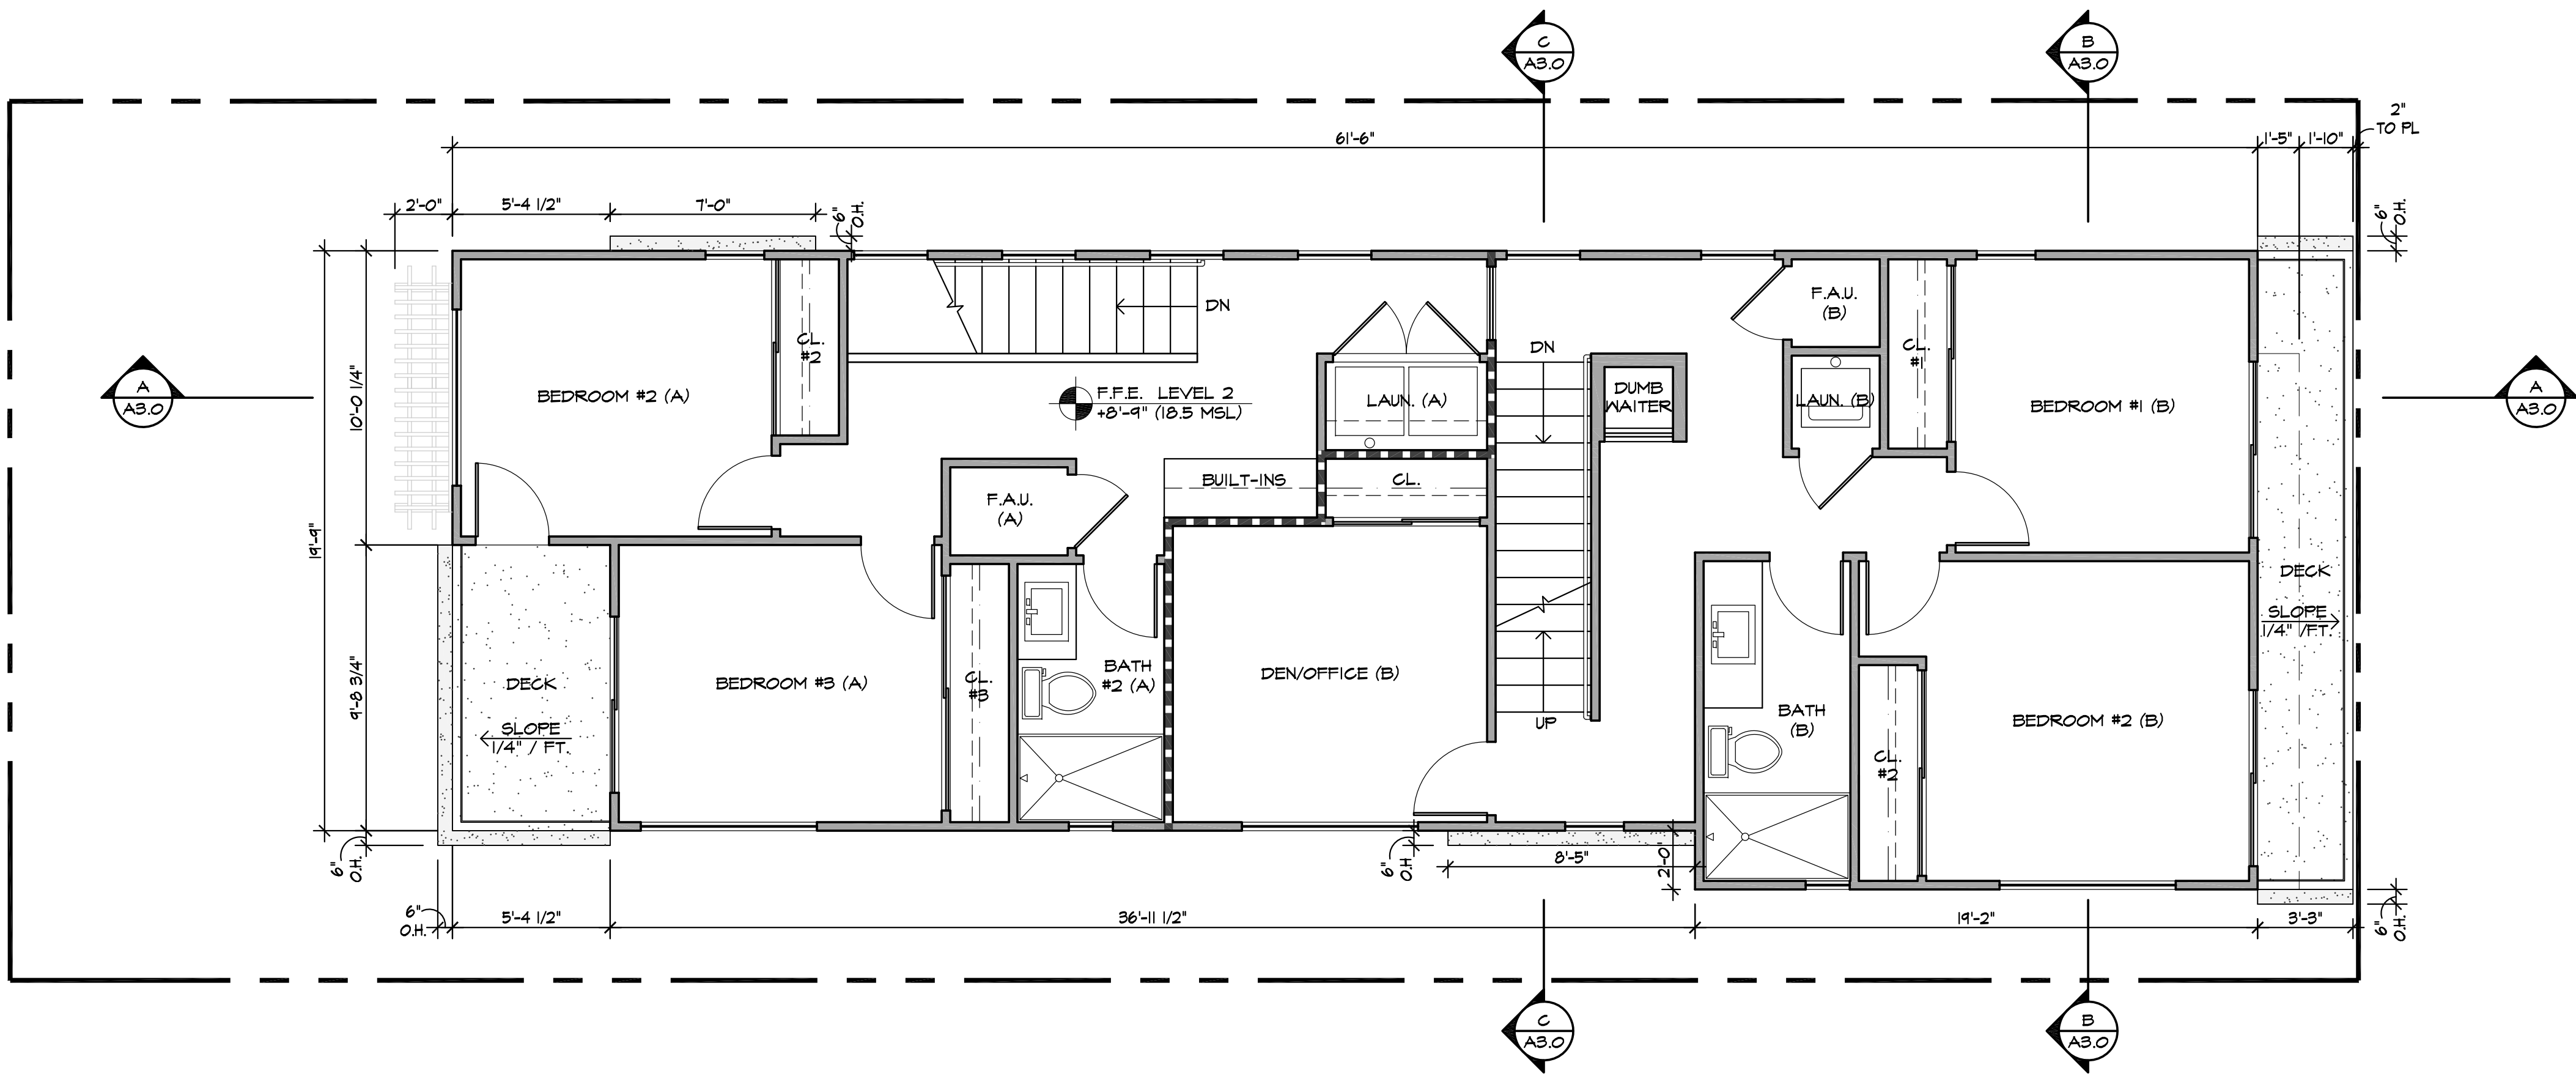 C
A3.0
B
A3.0
2"
TO PL
61'-6"
1'-5"
1'-10"
2'-0"
5'-4 1/2"
7'-0"
6"
O.H.
6"
O.H.
DN
F.A.U.
(B)
CL.
#2
CL.
#1
DN
A
A3.0
10'-0 1/4"
BEDROOM #2 (A)
F.F.E. LEVEL 2
+8'-9" (18.5 MSL)
LAUN. (A)
DUMB
WAITER
LAUN. (B)
BEDROOM #1 (B)
A
A3.0
19'-9"
F.A.U.
(A)
BUILT-INS
CL.
DECK
SLOPE
1/4" /FT.
9'-8 3/4"
DECK
SLOPE
1/4" / FT.
BEDROOM #3 (A)
CL.
#3
BATH
#2 (A)
DEN/OFFICE (B)
UP
BATH
(B)
CL.
#2
BEDROOM #2 (B)
6"
O.H.
6"
O.H.
8'-5"
2'-0"
6"
O.H.
5'-4 1/2"
36'-11 1/2"
19'-2"
3'-3"
6"
O.H.
C
A3.0
B
A3.0